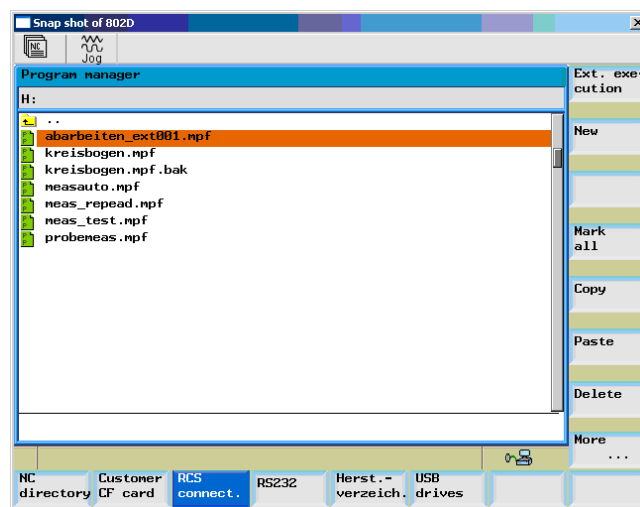 Snap shot of 802D
NC
Jog
Program manager
H:
..
abarbeiten_ext001.mpf
kreisbogen.mpf
kreisbogen.mpf.bak
measauto.mpf
meas_repead.mpf
meas_test.mpf
probemeas.mpf
Ext. exe-
cution
New
Mark
all
Copy
Paste
Delete
More
...
NC
directory
Customer
CF card
RCS
connect.
RS232
Herst.-
verzeich.
USB
drives